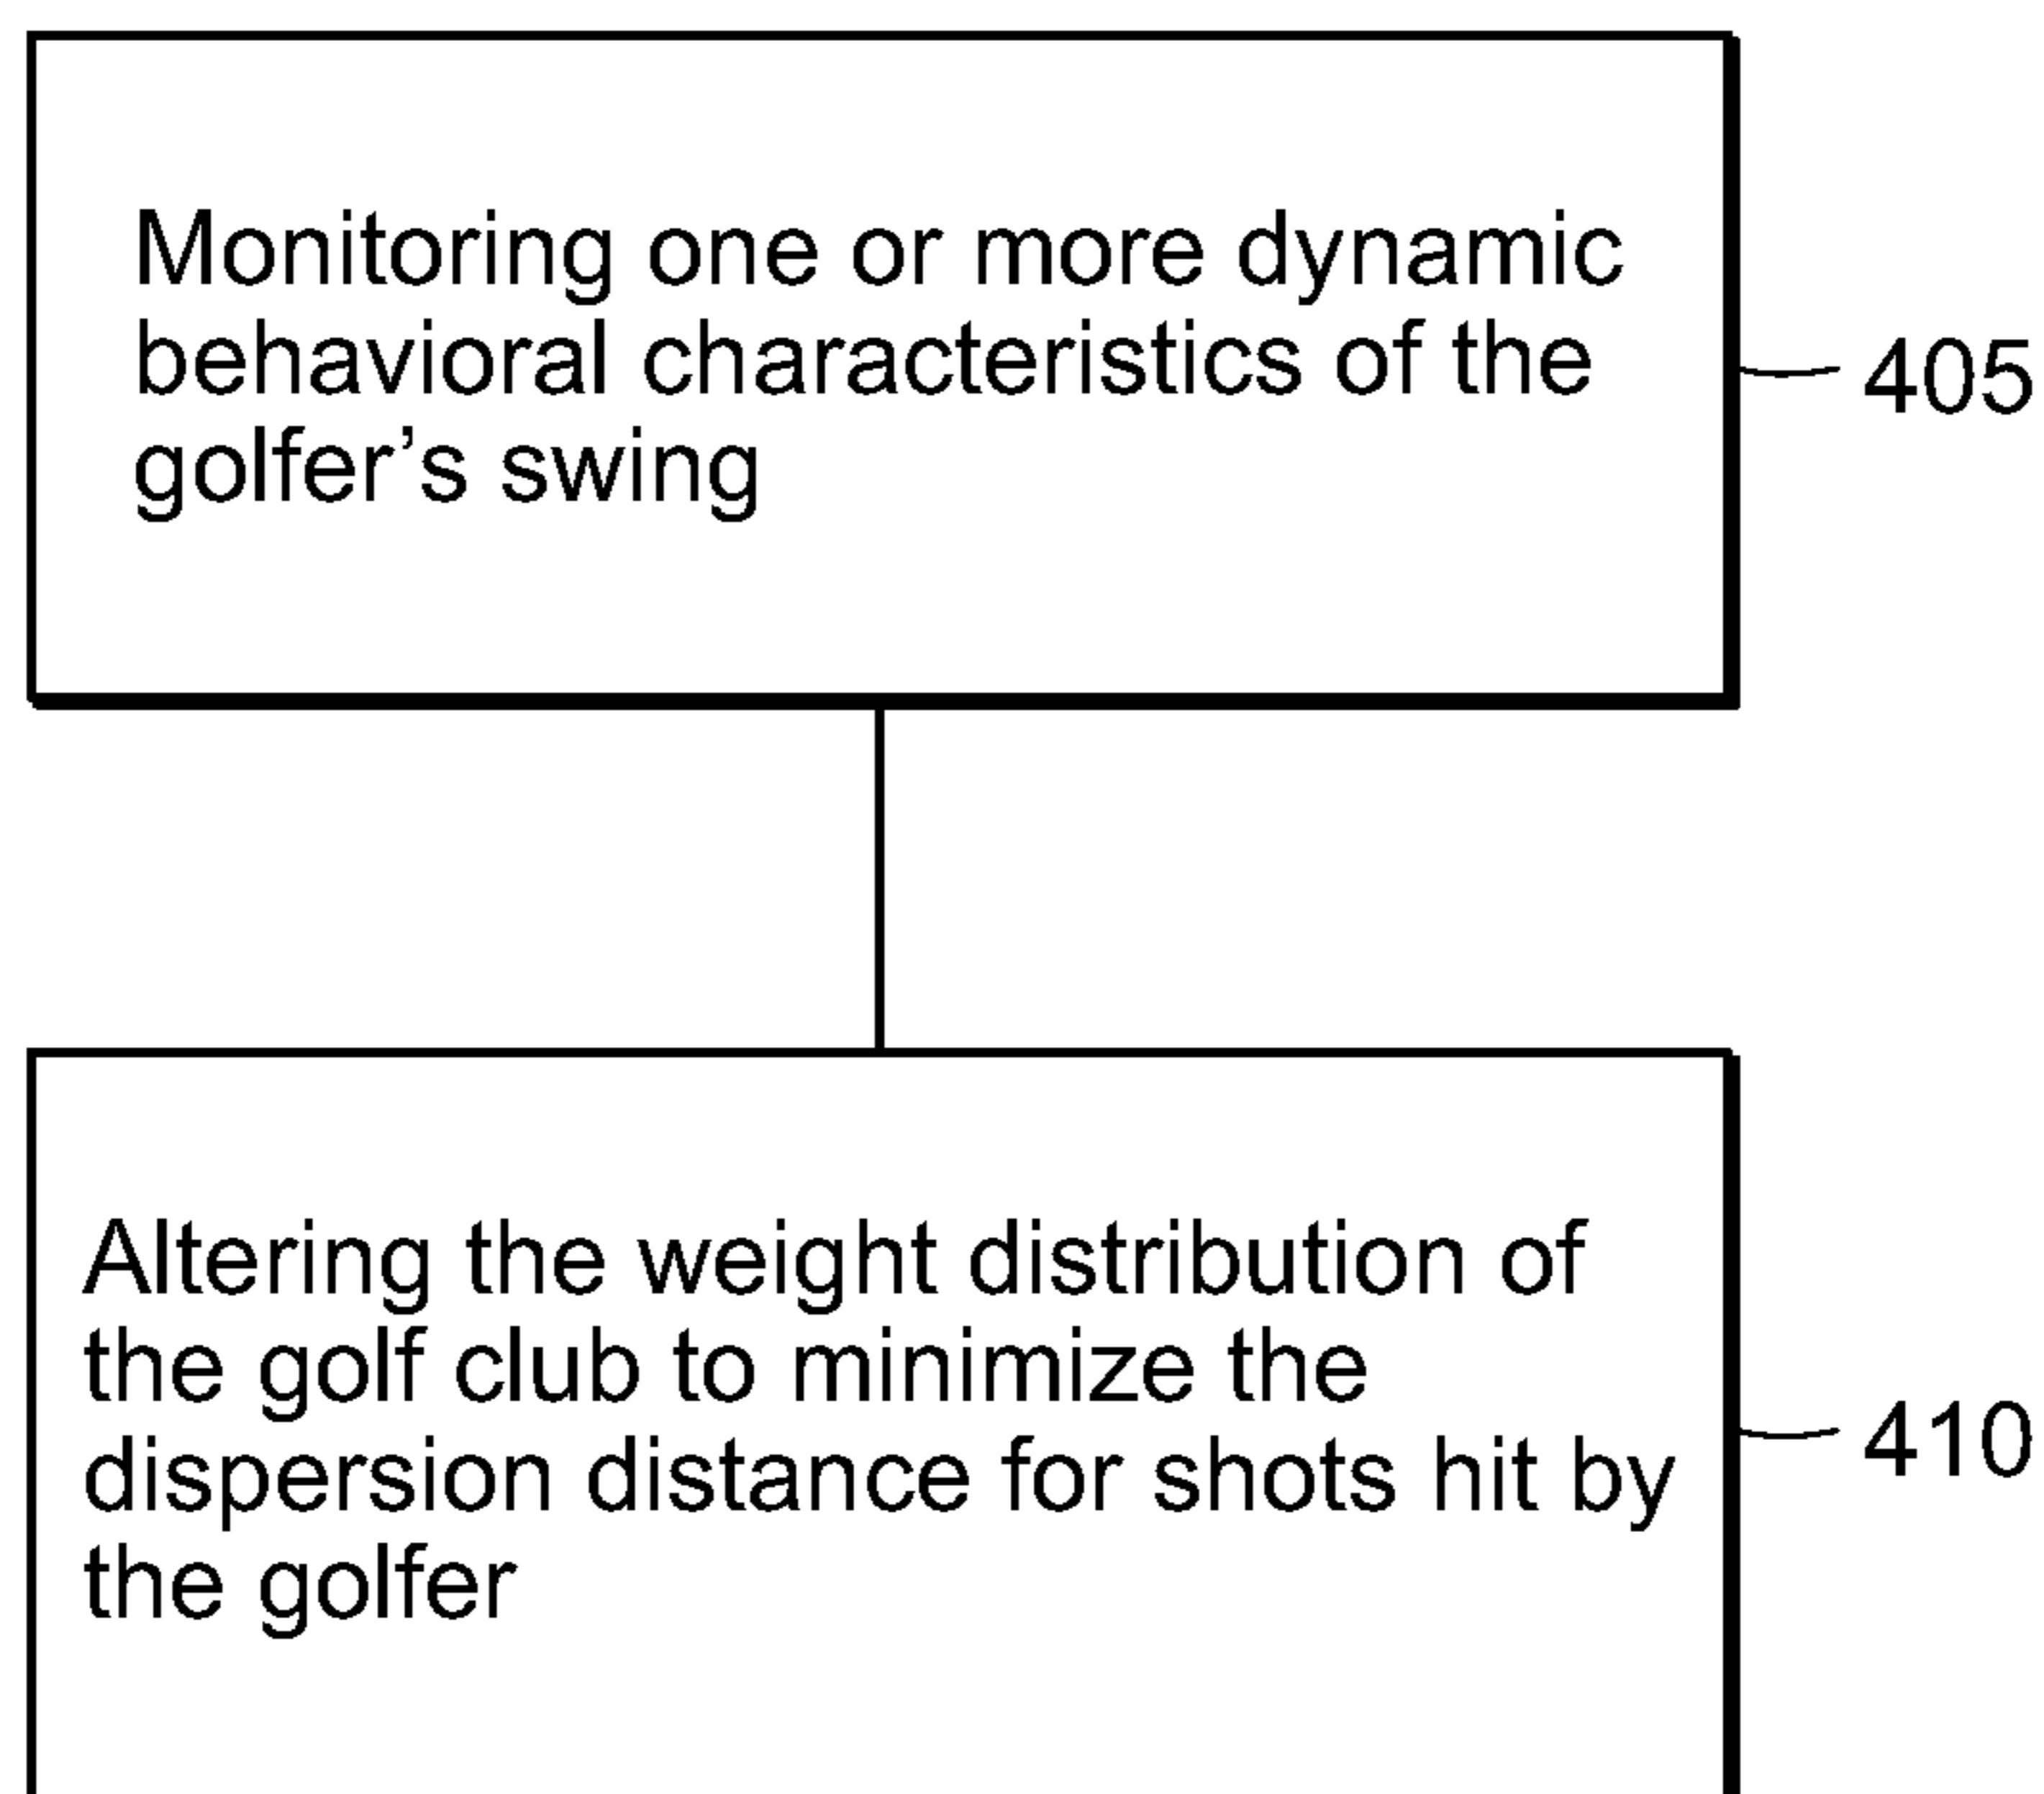 Monitoring one or more dynamic
behavioral characteristics of the
golfer’s swing
405
Altering the weight distribution of
the golf club to minimize the
dispersion distance for shots hit by
the golfer
410